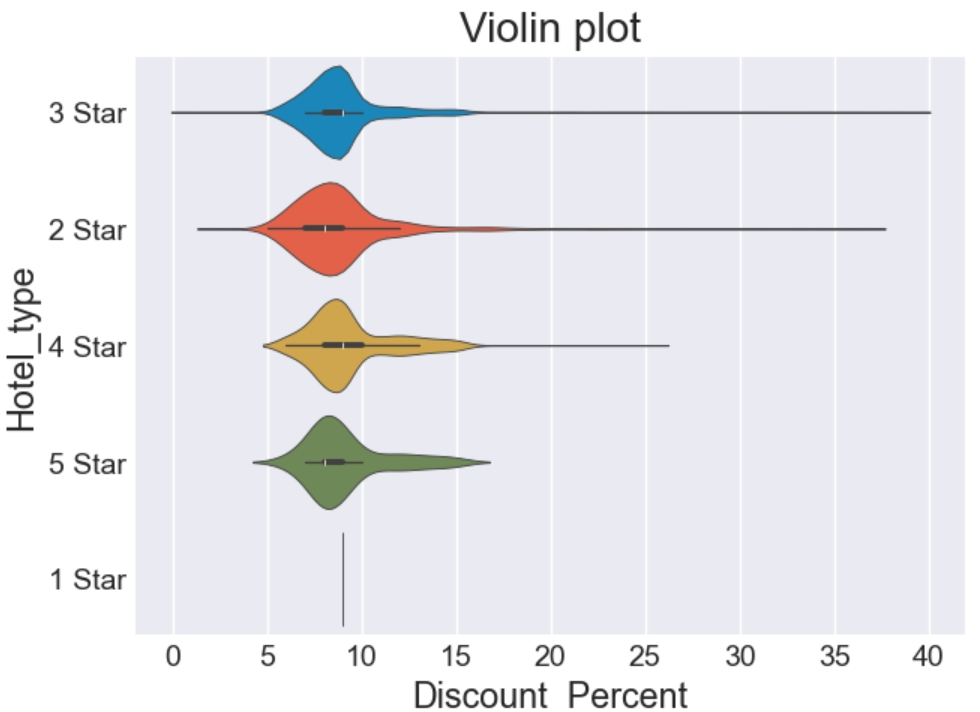 Violin plot
3 Star
2 Star
4 Star
5 Star
1 Star
Hotel_type
0 5 10 15 20 25 30 35 40
Discount Percent